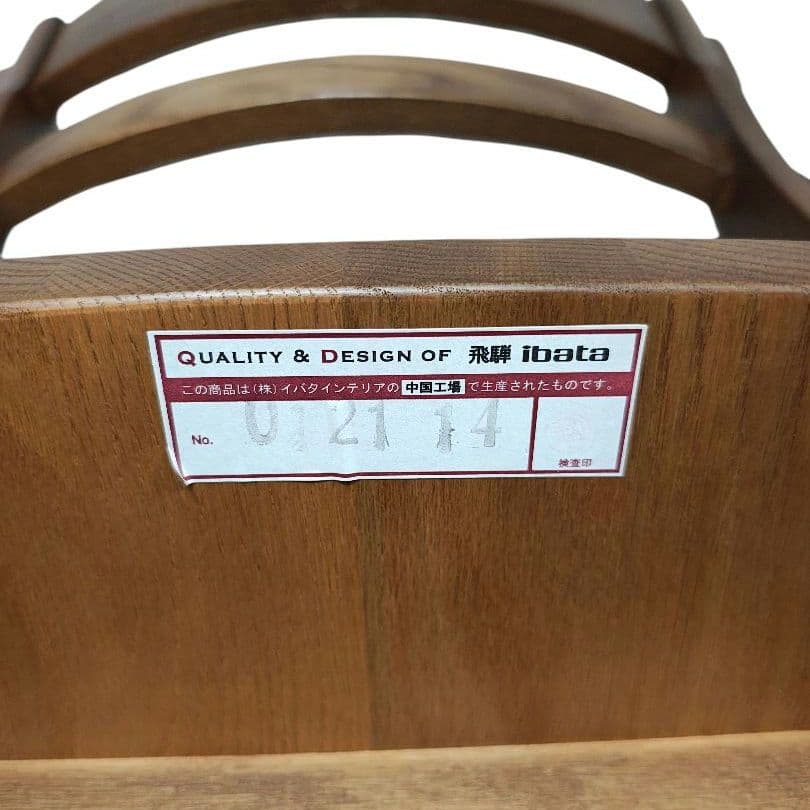 QUALITY & DESIGN OF 飛騨 ibata
この商品は（株）イバタインテリアの 中国工場 で生産されたものです。
No. 0121 14
検査印